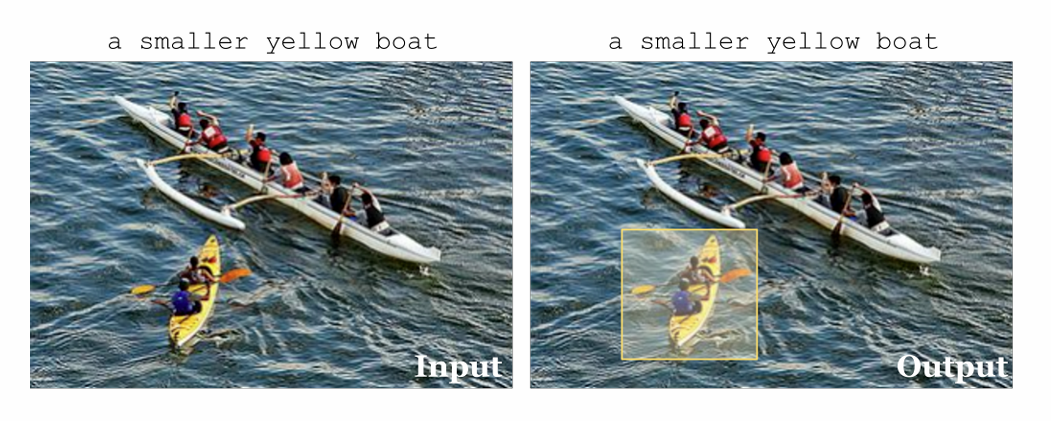 a smaller yellow boat
a smaller yellow boat
Input
Output